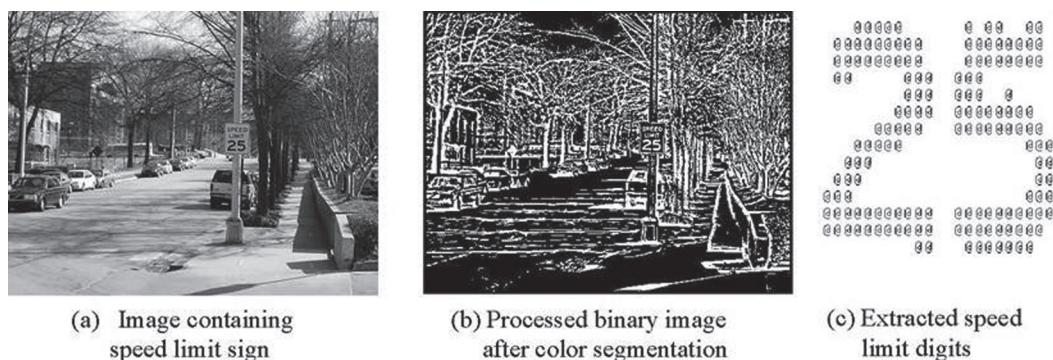 SPEED
LIMIT
25
SPEED
LIMIT
25
25
(a) Image containing
speed limit sign
(b) Processed binary image
after color segmentation
(c) Extracted speed
limit digits